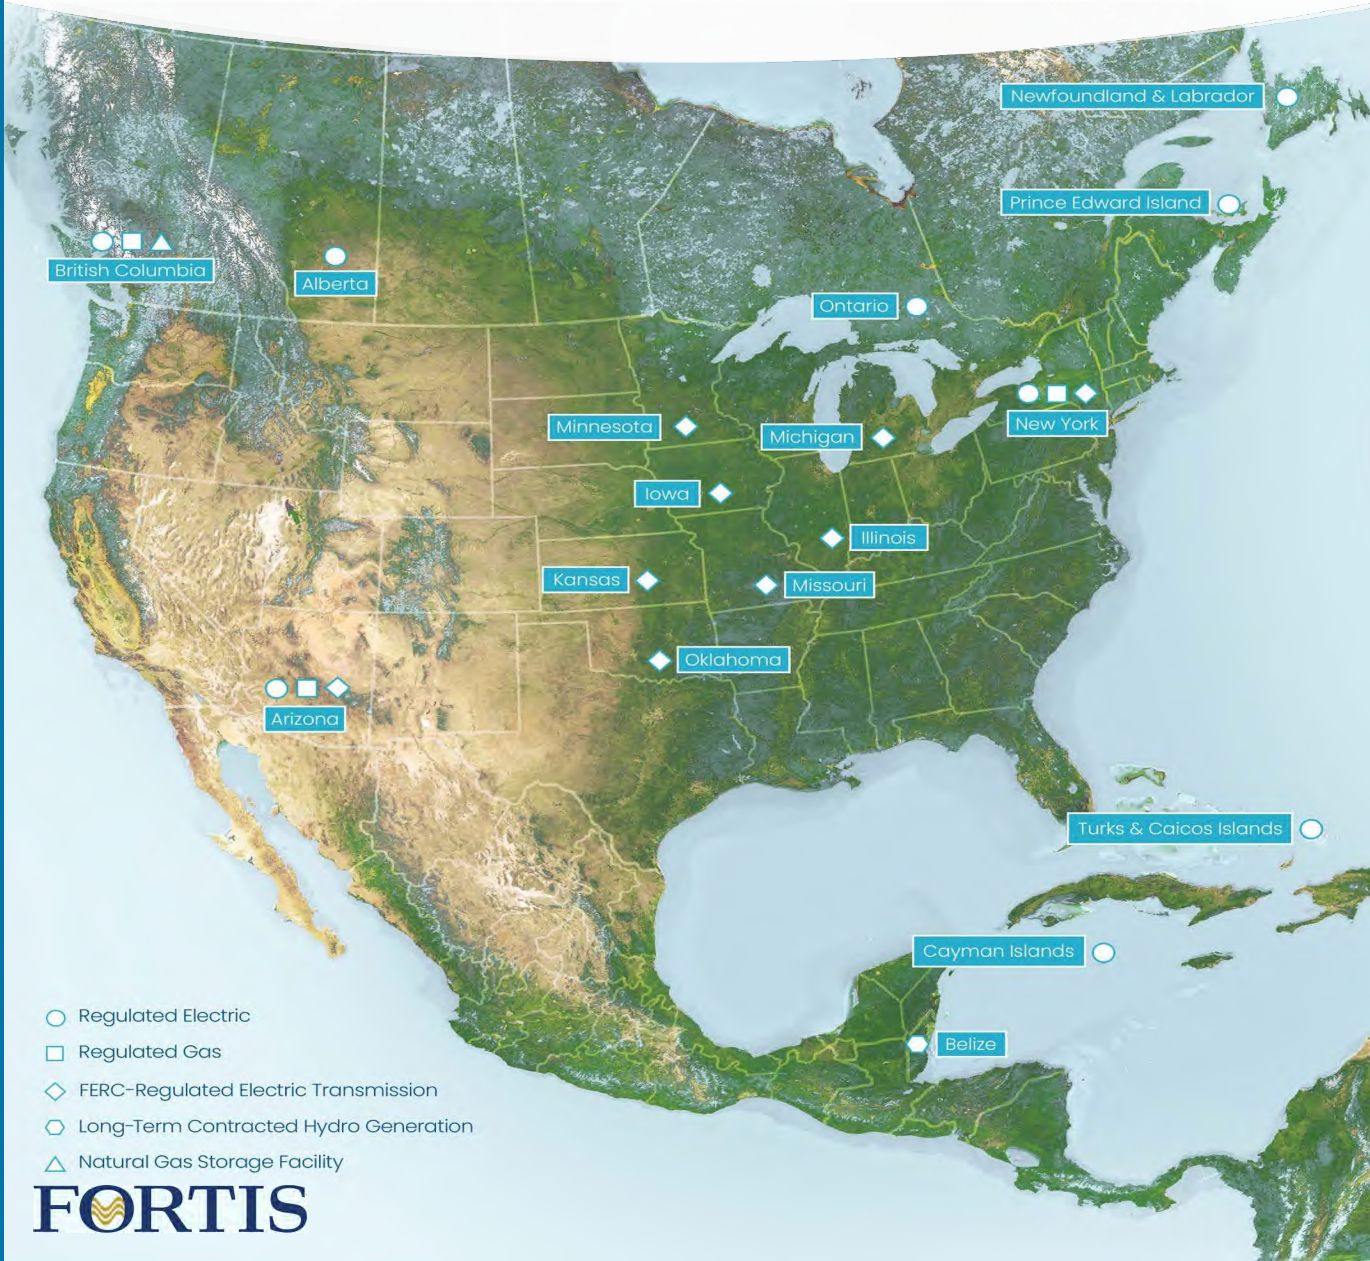 Newfoundland & Labrador
Prince Edward Island
British Columbia
Alberta
Ontario
New York
Minnesota
Michigan
Iowa
Illinois
Kansas
Missouri
Oklahoma
Arizona
Turks & Caicos Islands
Cayman Islands
Belize
Regulated Electric
Regulated Gas
FERC-Regulated Electric Transmission
Long-Term Contracted Hydro Generation
Natural Gas Storage Facility
FORTIS